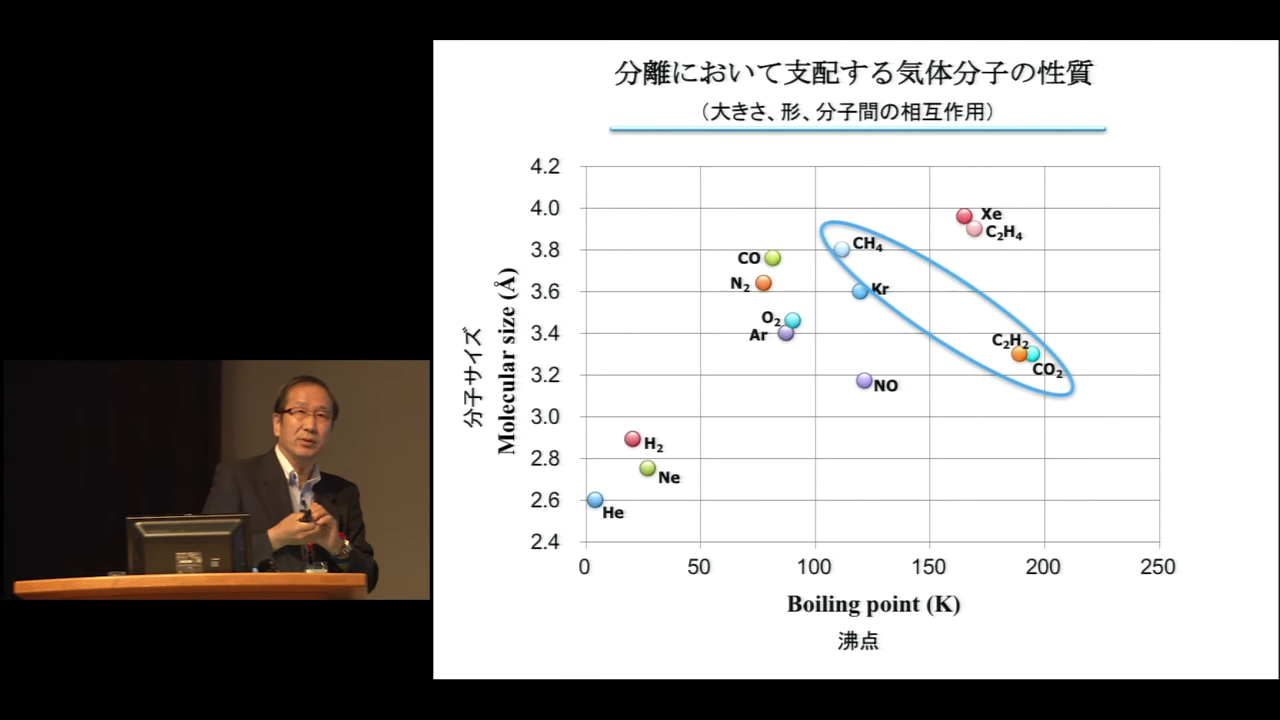 分離において支配する気体分子の性質
（大きさ、形、分子間の相互作用）
4.2
4.0
3.8
3.6
3.4
3.2
3.0
2.8
2.6
2.4
分子サイズ
Molecular size (Å)
Xe
C₂H₄
CH₄
CO
N₂
Kr
O₂
Ar
C₂H₂
CO₂
NO
H₂
Ne
He
0 50 100 150 200 250
Boiling point (K)
沸点